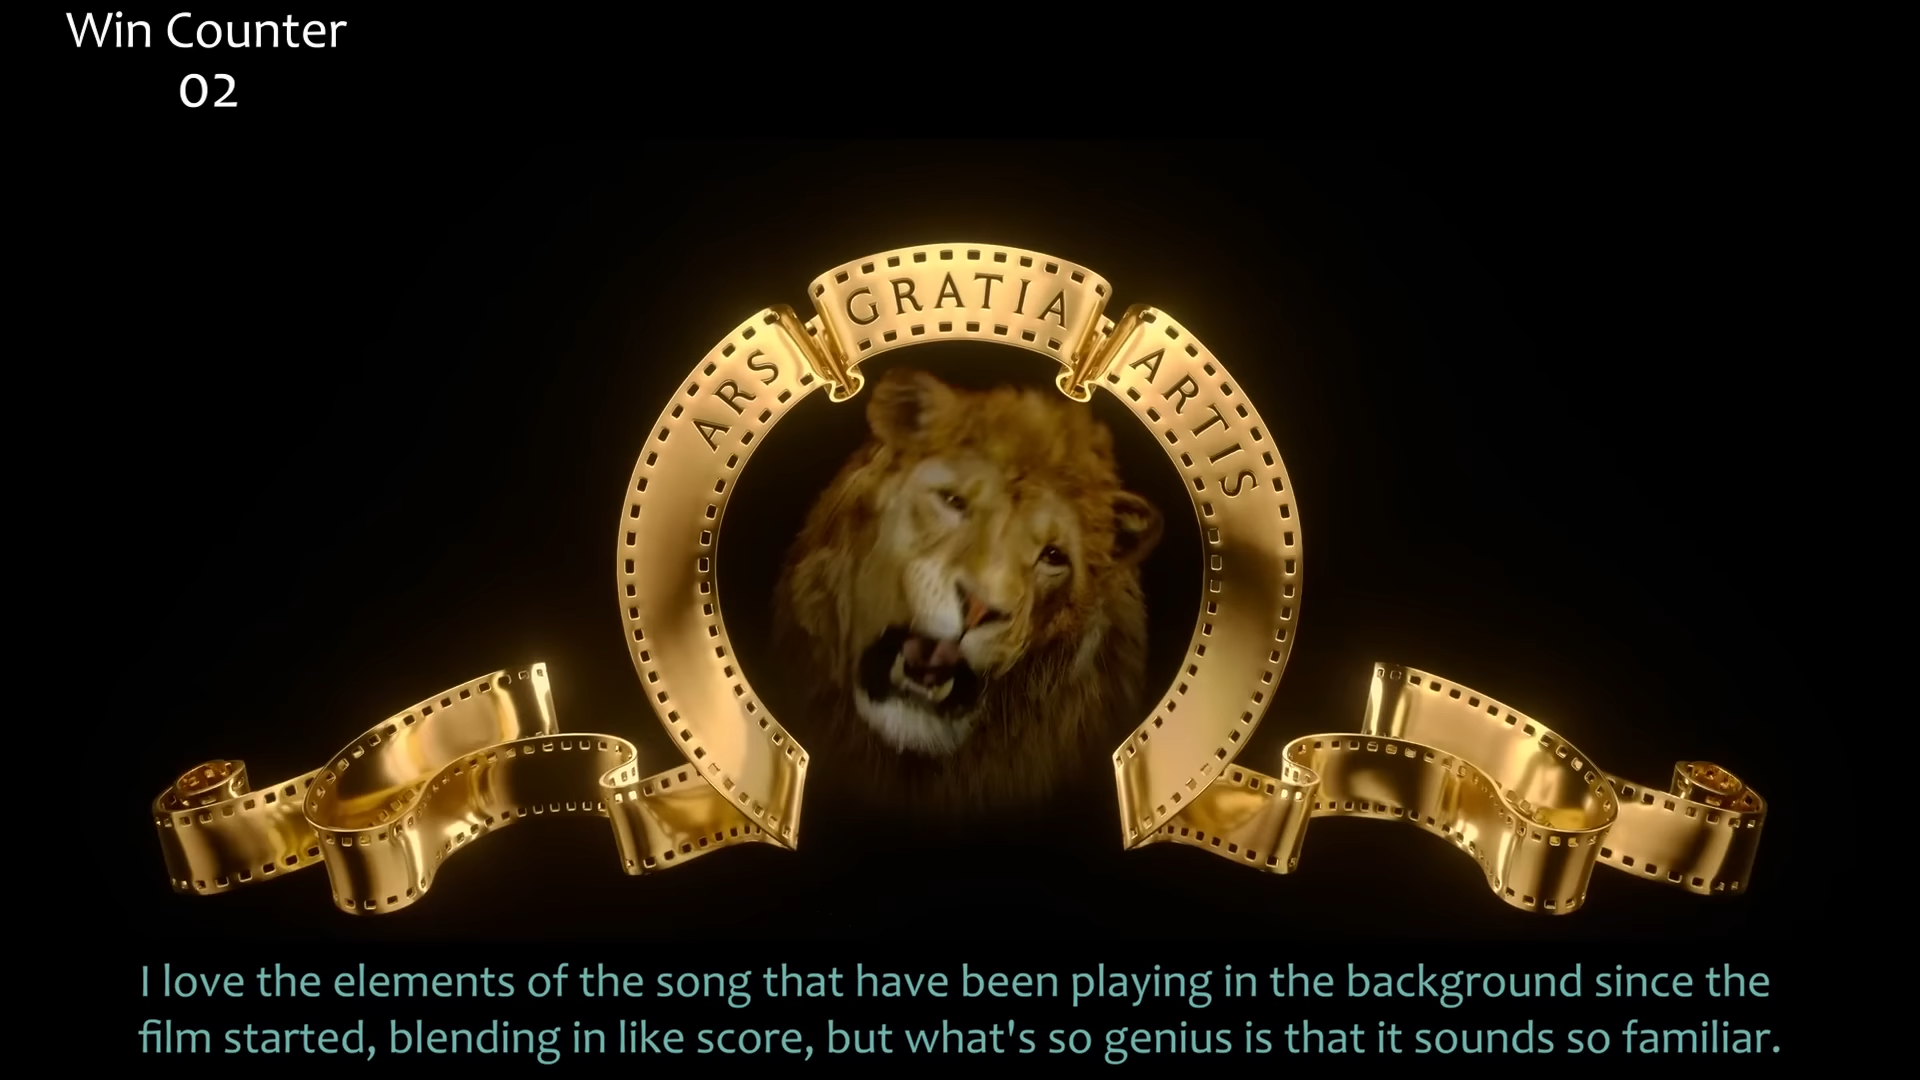 Win Counter
02
ARS GRATIA ARTIS
I love the elements of the song that have been playing in the background since the
film started, blending in like score, but what's so genius is that it sounds so familiar.